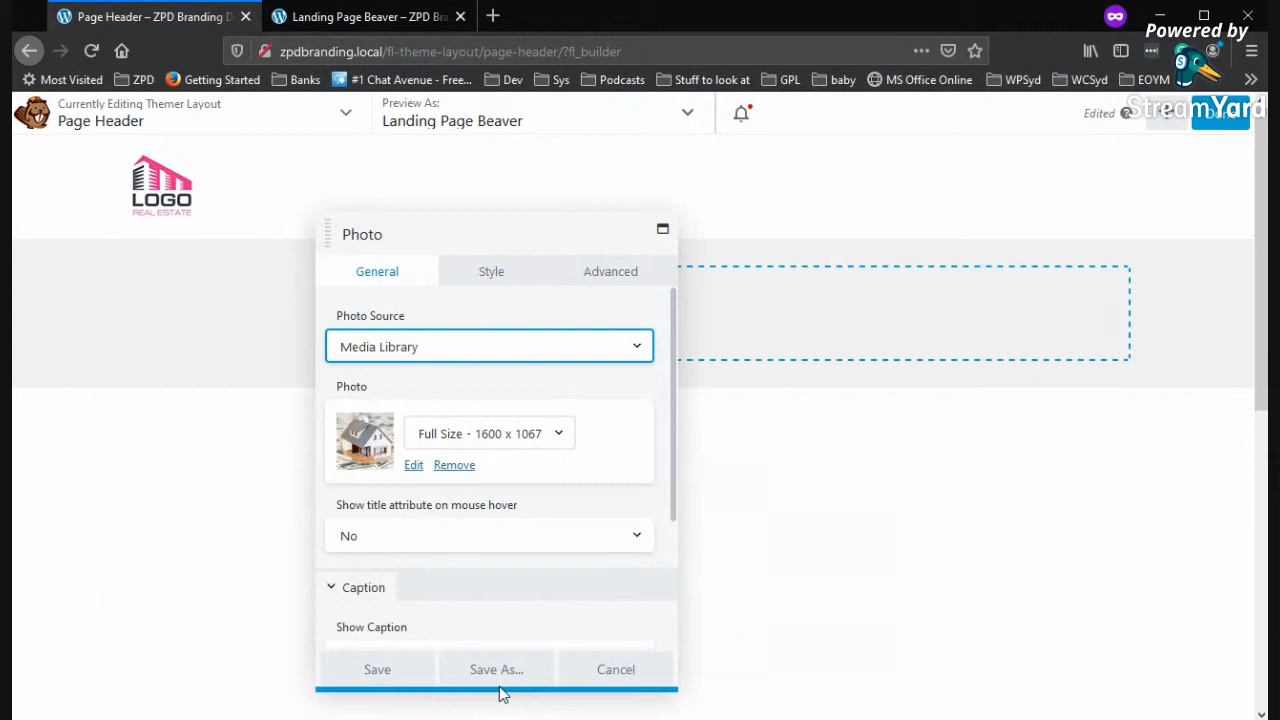 Page Header – ZPD Branding D
Landing Page Beaver – ZPD Bra
Powered by
zpdbranding.local/fl-theme-layout/page-header/?fl_builder
Most Visited
ZPD
Getting Started
Banks
#1 Chat Avenue - Free...
Dev
Sys
Podcasts
Stuff to look at
GPL
baby
MS Office Online
WPSyd
WCSyd
EOYM
StreamYard
Currently Editing Themer Layout
Page Header
Preview As:
Landing Page Beaver
Edited
Done
LOGO
REAL ESTATE
Photo
General
Style
Advanced
Photo Source
Media Library
Photo
Full Size - 1600 x 1067
Edit
Remove
Show title attribute on mouse hover
No
Caption
Show Caption
Save
Save As...
Cancel